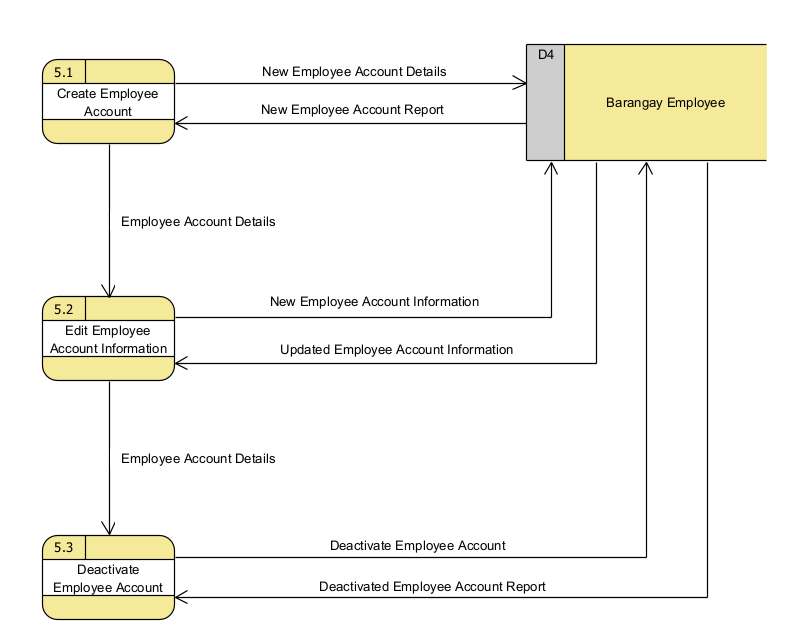 5.1
Create Employee
Account
New Employee Account Details
New Employee Account Report
D4
Barangay Employee
Employee Account Details
5.2
Edit Employee
Account Information
New Employee Account Information
Updated Employee Account Information
Employee Account Details
5.3
Deactivate
Employee Account
Deactivate Employee Account
Deactivated Employee Account Report